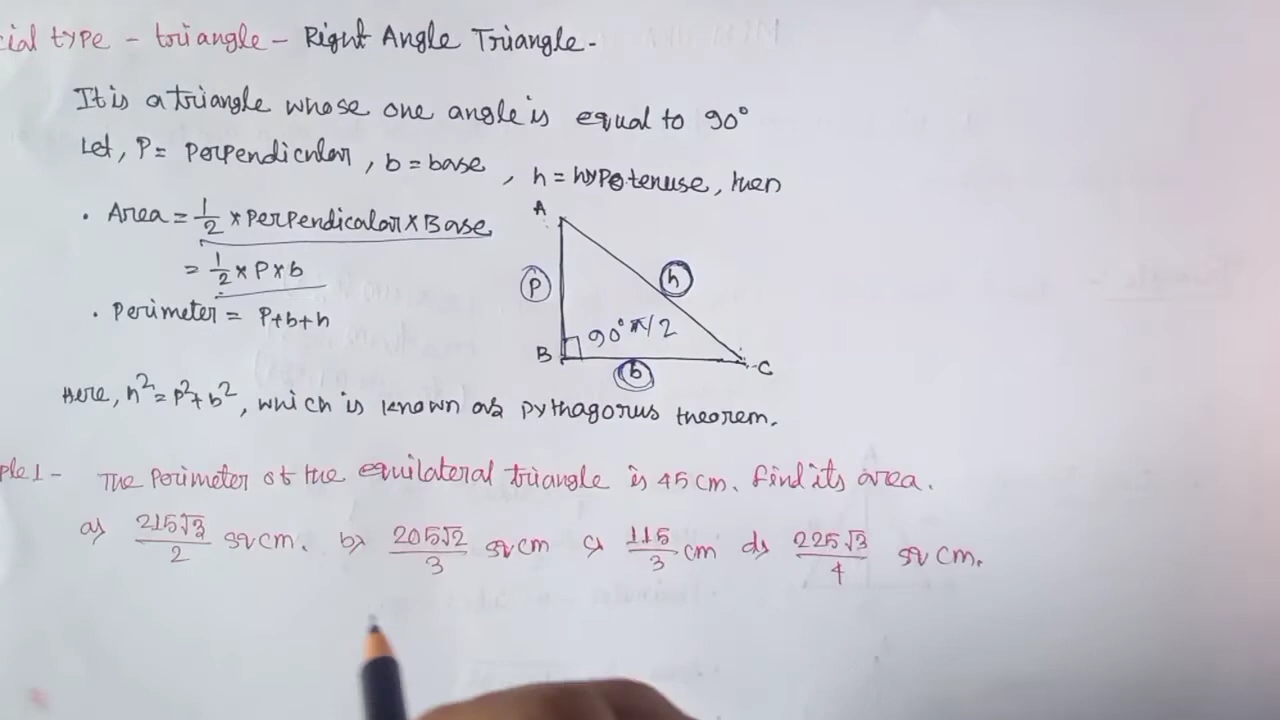 cial type - triangle - Right Angle Triangle.
It is a triangle whose one angle is equal to 90°
Let, P = Perpendicular, b = base, h = hypotenuse, then
. Area = 1/2 × Perpendicular × Base
= 1/2 × P × b
. Perimeter = P+b+h
A
P
h
90° π/2
B
b
C
Here, h² = p² + b², which is known as pythagorus theorem.
ple 1 - The Perimeter of the equilateral triangle is 45 cm. find its area.
a) 215√3/2 sq cm. b) 205√2/3 sq cm c) 115/3 cm d) 225√3/4 sq cm.